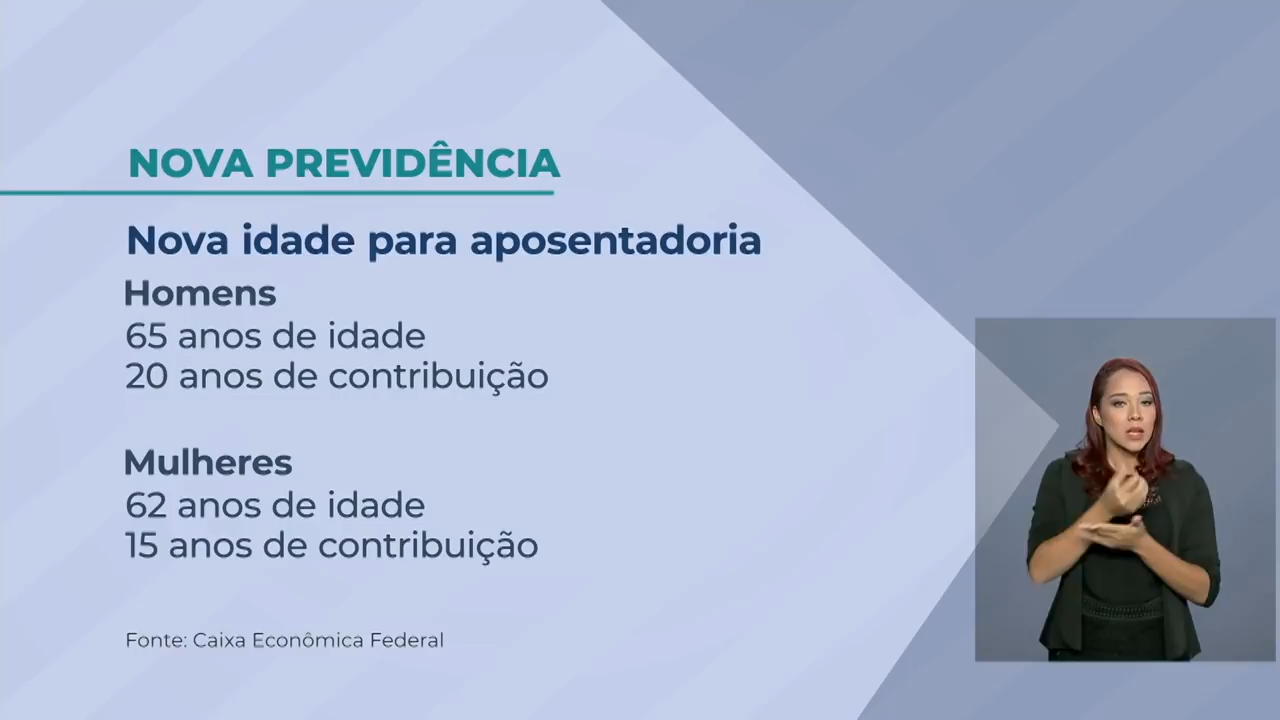 NOVA PREVIDÊNCIA
Nova idade para aposentadoria
Homens
65 anos de idade
20 anos de contribuição
Mulheres
62 anos de idade
15 anos de contribuição
Fonte: Caixa Econômica Federal